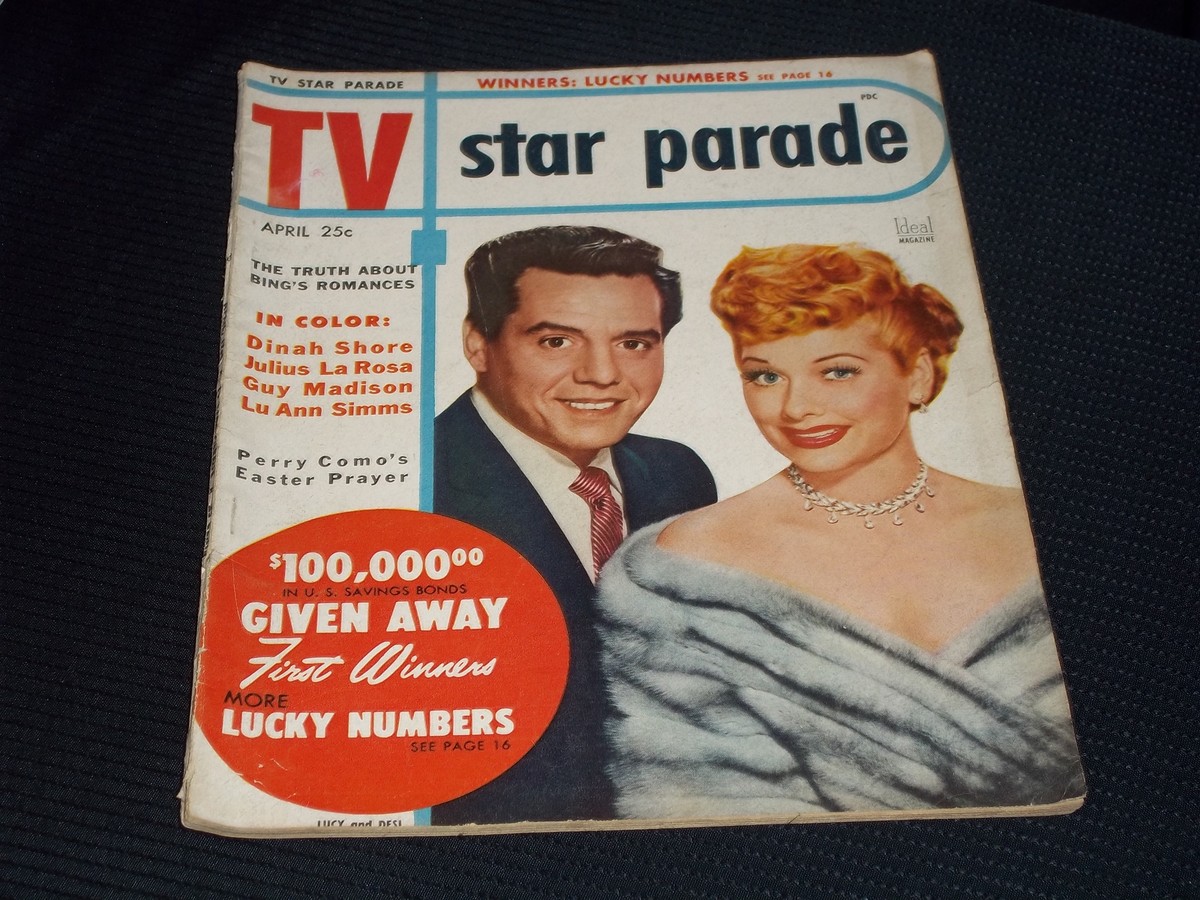 TV STAR PARADE
WINNERS: LUCKY NUMBERS SEE PAGE 16
PDC
TV star parade
APRIL 25c
Ideal
MAGAZINE
THE TRUTH ABOUT
BING'S ROMANCES
IN COLOR:
Dinah Shore
Julius La Rosa
Guy Madison
Lu Ann Simms
Perry Como's
Easter Prayer
$100,000⁰⁰
IN U. S. SAVINGS BONDS
GIVEN AWAY
First Winners
MORE
LUCKY NUMBERS
SEE PAGE 16
LUCY and DESI